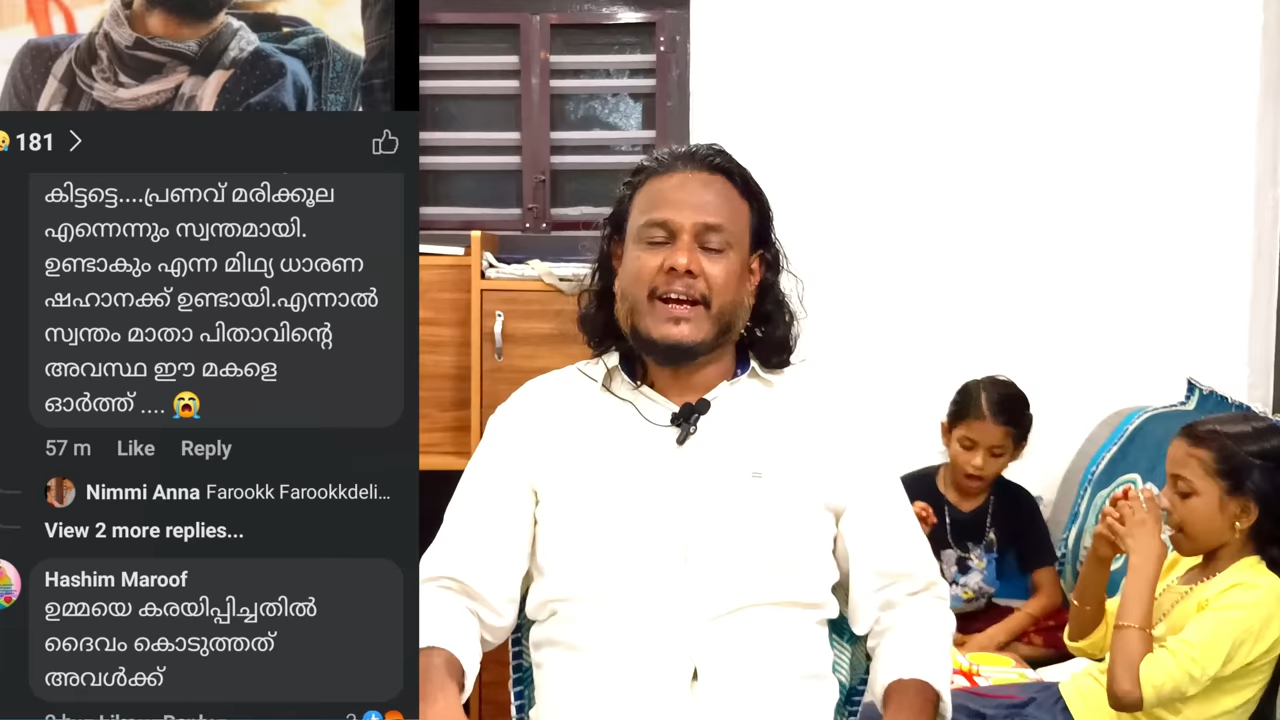 181
കിട്ടട്ടെ....പ്രണവ് മരിക്കൂല
എന്നെന്നും സ്വന്തമായി.
ഉണ്ടാകും എന്ന മിഥ്യ ധാരണ
ഷഹാനക്ക് ഉണ്ടായി.എന്നാൽ
സ്വന്തം മാതാ പിതാവിന്റെ
അവസ്ഥ ഈ മകളെ
ഓർത്ത് .... 😭
57 m Like Reply
Nimmi Anna Farookk Farookkdeli...
View 2 more replies...
Hashim Maroof
ഉമ്മയെ കരയിപ്പിച്ചതിൽ
ദൈവം കൊടുത്തത്
അവൾക്ക്